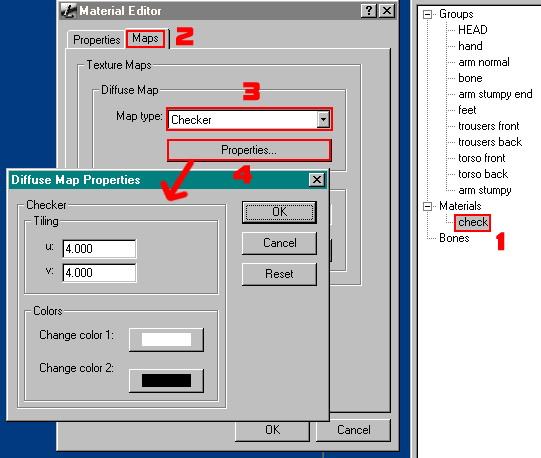 Material Editor
Properties
Maps
2
Texture Maps
Diffuse Map
3
Map type:
Checker
Properties...
4
Diffuse Map Properties
Checker
Tiling
u:
4.000
v:
4.000
Colors
Change color 1:
Change color 2:
OK
Cancel
Reset
OK
Cancel
Groups
HEAD
hand
arm normal
bone
arm stumpy end
feet
trousers front
trousers back
torso front
torso back
arm stumpy
Materials
check
1
Bones